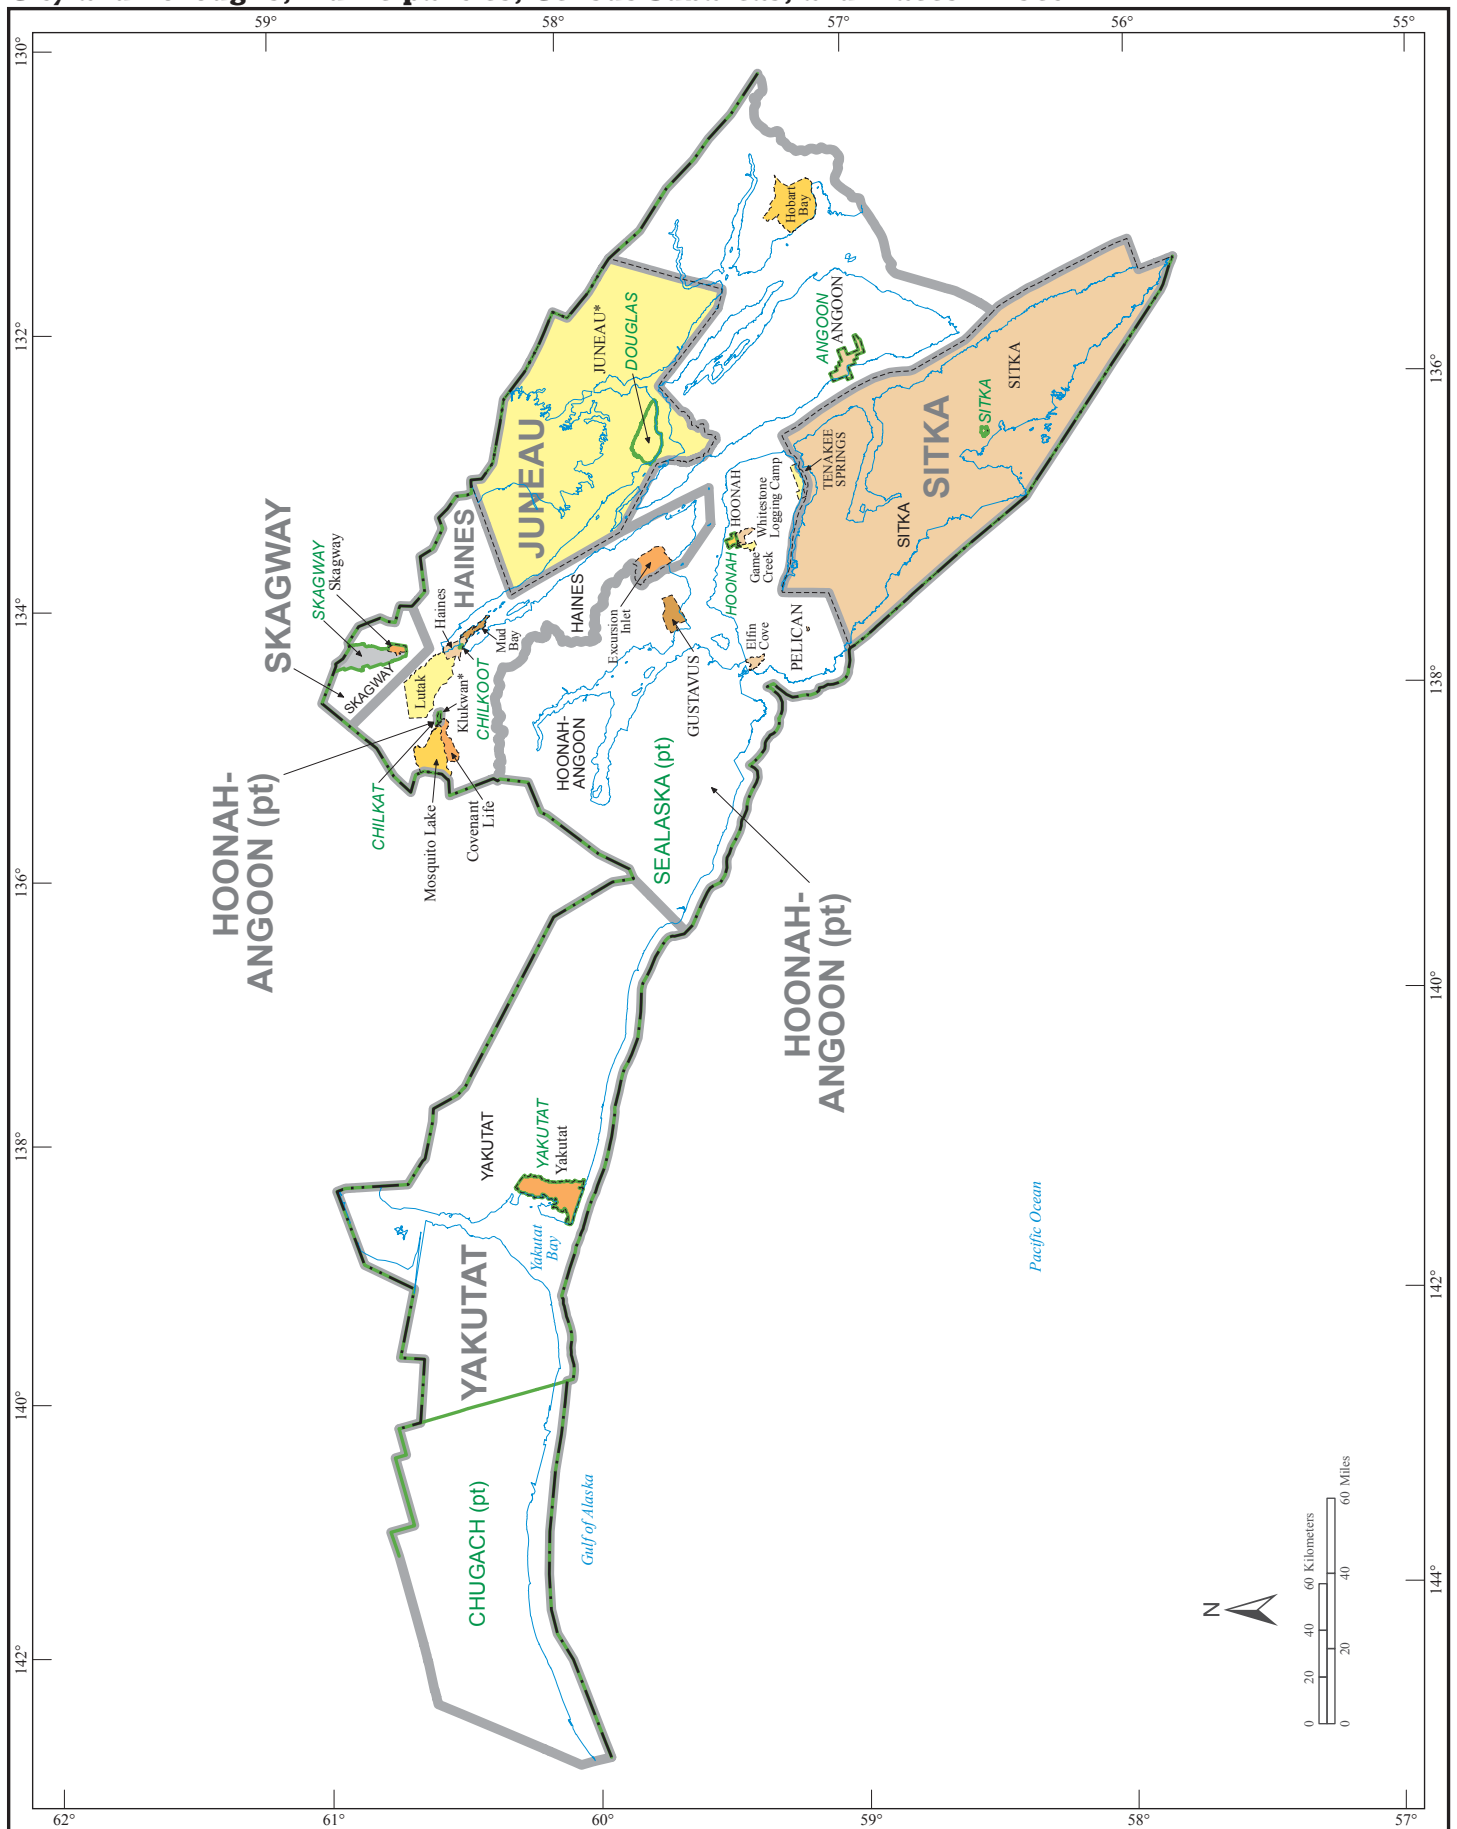 59°
58°
57°
56°
55°
130°
132°
134°
136°
138°
140°
142°
62°
61°
60°
59°
58°
57°
136°
138°
140°
142°
144°
SKAGWAY
SKAGWAY
Skagway
SKAGWAY
HAINES
Haines
HAINES
Lutak
Mud
Bay
Klukwan*
CHILKOOT
CHILKAT
Mosquito Lake
Covenant
Life
HOONAH-
ANGOON (pt)
JUNEAU
JUNEAU*
DOUGLAS
Hobart
Bay
ANGOON
ANGOON
SITKA
SITKA
SITKA
SITKA
TENAKEE
SPRINGS
HOONAH
HOONAH
Whitestone
Logging Camp
Game
Creek
Excursion
Inlet
GUSTAVUS
Elfin
Cove
PELICAN
HOONAH-
ANGOON
SEALASKA (pt)
HOONAH-
ANGOON (pt)
YAKUTAT
YAKUTAT
YAKUTAT
Yakutat
Yakutat
Bay
CHUGACH (pt)
Gulf of Alaska
Pacific Ocean
N
0 20 40 60 Kilometers
0 20 40 60 Miles